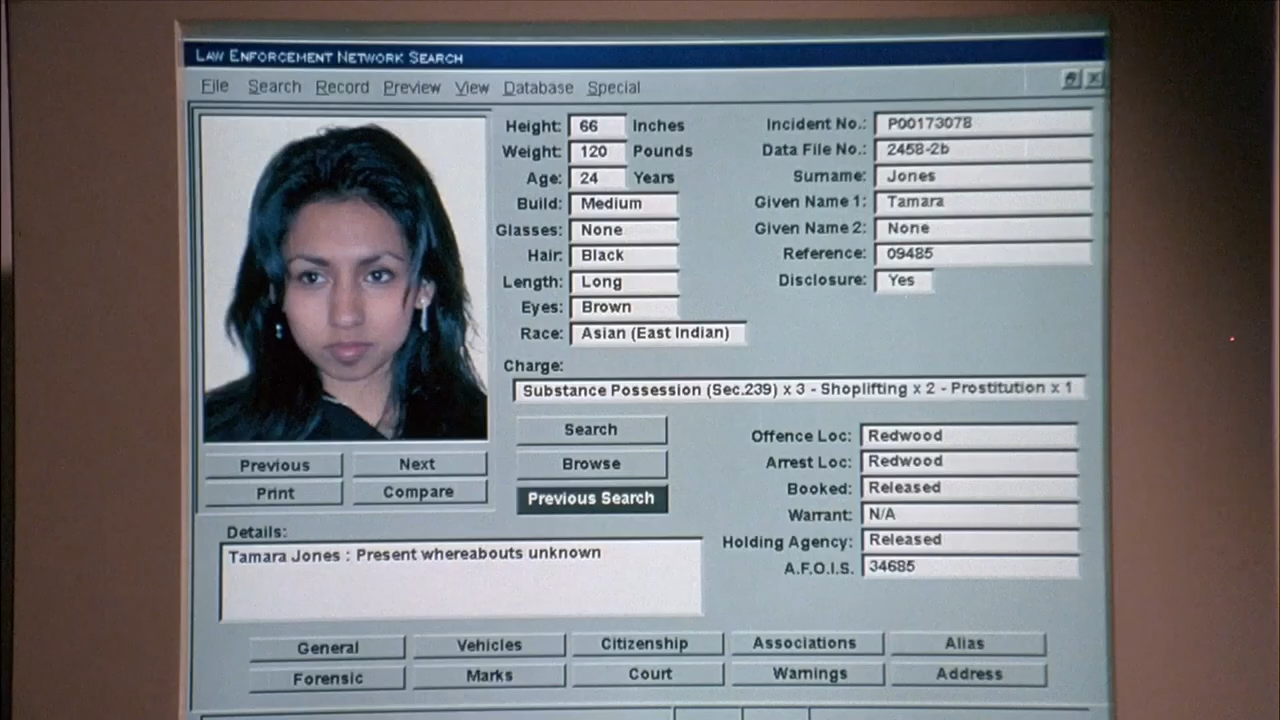 LAW ENFORCEMENT NETWORK SEARCH
File Search Record Preview View Database Special
Height: 66 Inches
Weight: 120 Pounds
Age: 24 Years
Build: Medium
Glasses: None
Hair: Black
Length: Long
Eyes: Brown
Race: Asian (East Indian)
Incident No.: P00173078
Data File No.: 2458-2b
Surname: Jones
Given Name 1: Tamara
Given Name 2: None
Reference: 09485
Disclosure: Yes
Charge:
Substance Possession (Sec.239) x 3 - Shoplifting x 2 - Prostitution x 1
Previous Next
Print Compare
Search
Browse
Previous Search
Offence Loc: Redwood
Arrest Loc: Redwood
Booked: Released
Warrant: N/A
Holding Agency: Released
A.F.O.I.S. 34685
Details:
Tamara Jones : Present whereabouts unknown
General Vehicles Citizenship Associations Alias
Forensic Marks Court Warnings Address